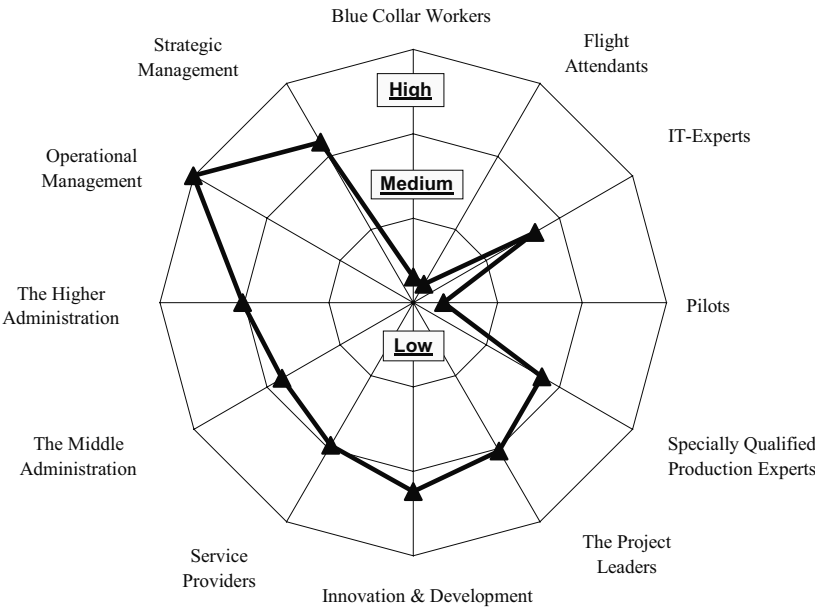 Blue Collar Workers
Strategic
Management
Flight
Attendants
High
IT-Experts
Operational
Management
Medium
The Higher
Administration
Pilots
Low
The Middle
Administration
Specially Qualified
Production Experts
Service
Providers
The Project
Leaders
Innovation & Development